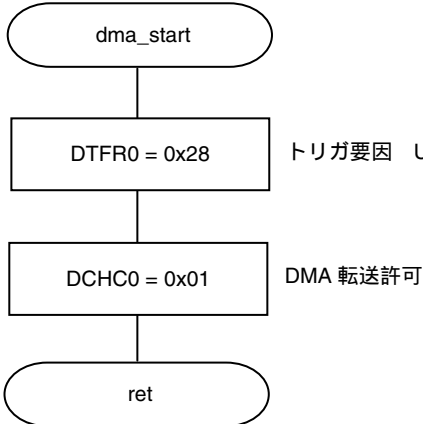 dma_start
DTFR0 = 0x28 トリガ要因
DCHC0 = 0x01 DMA 転送許可
ret